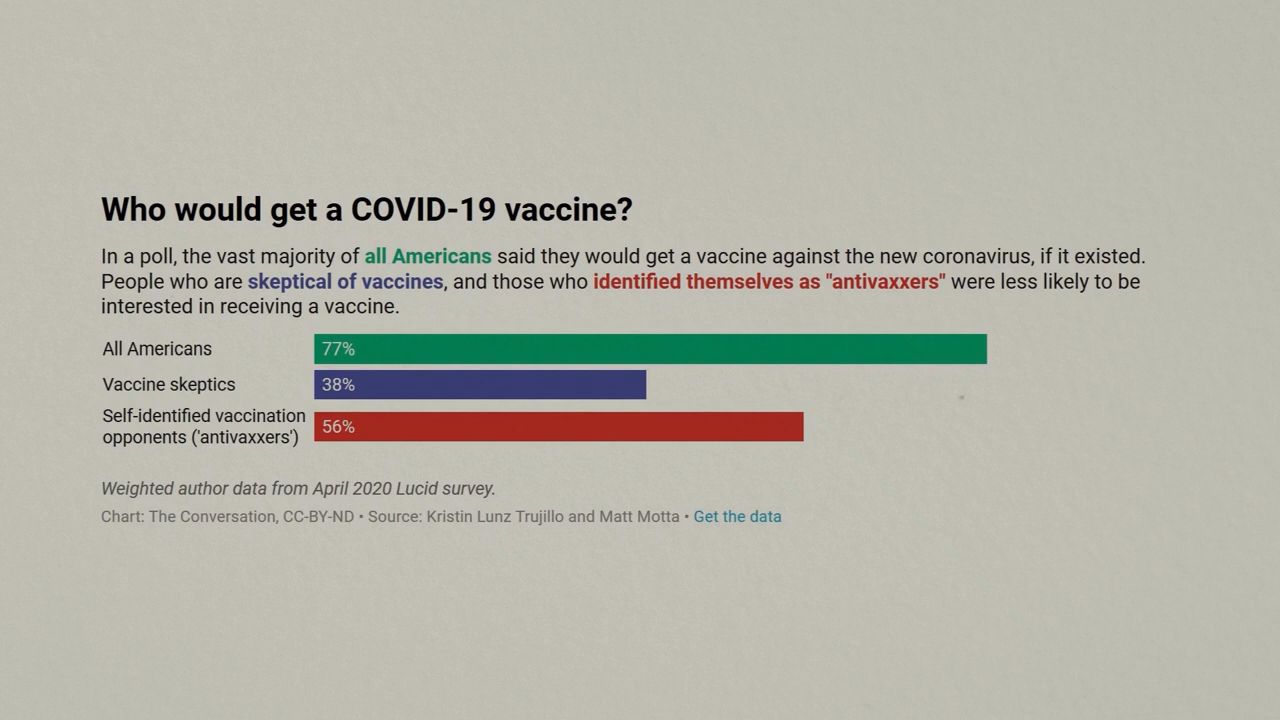 Who would get a COVID-19 vaccine?
In a poll, the vast majority of all Americans said they would get a vaccine against the new coronavirus, if it existed.
People who are skeptical of vaccines, and those who identified themselves as "antivaxxers" were less likely to be
interested in receiving a vaccine.
All Americans 77%
Vaccine skeptics 38%
Self-identified vaccination
opponents ('antivaxxers') 56%
Weighted author data from April 2020 Lucid survey.
Chart: The Conversation, CC-BY-ND • Source: Kristin Lunz Trujillo and Matt Motta • Get the data